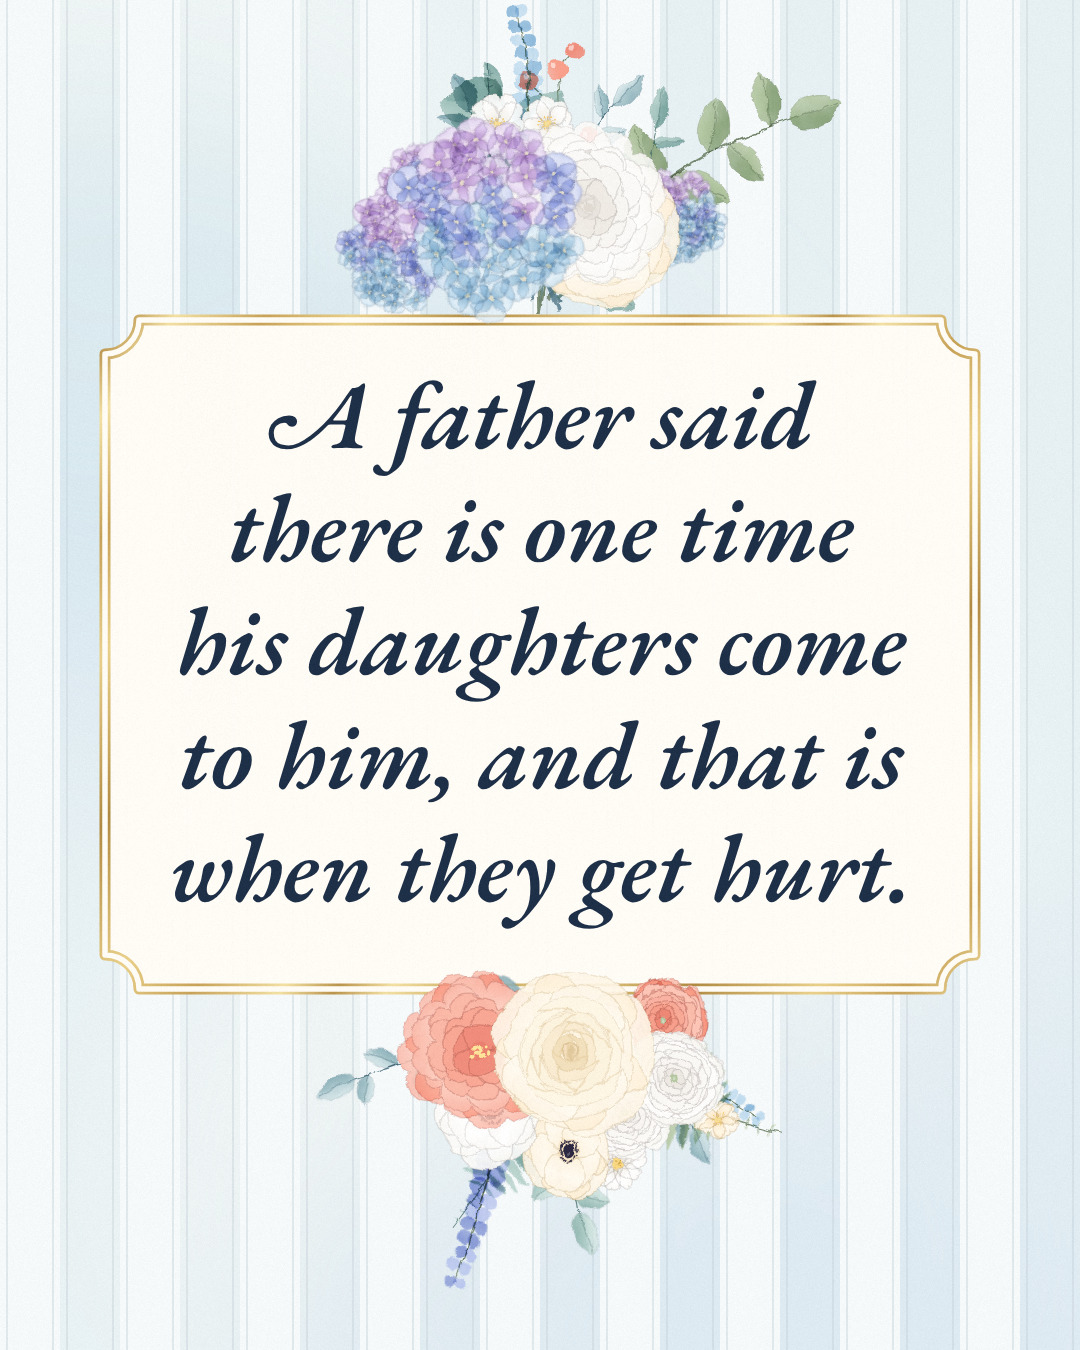 A father said
there is one time
his daughters come
to him, and that is
when they get hurt.